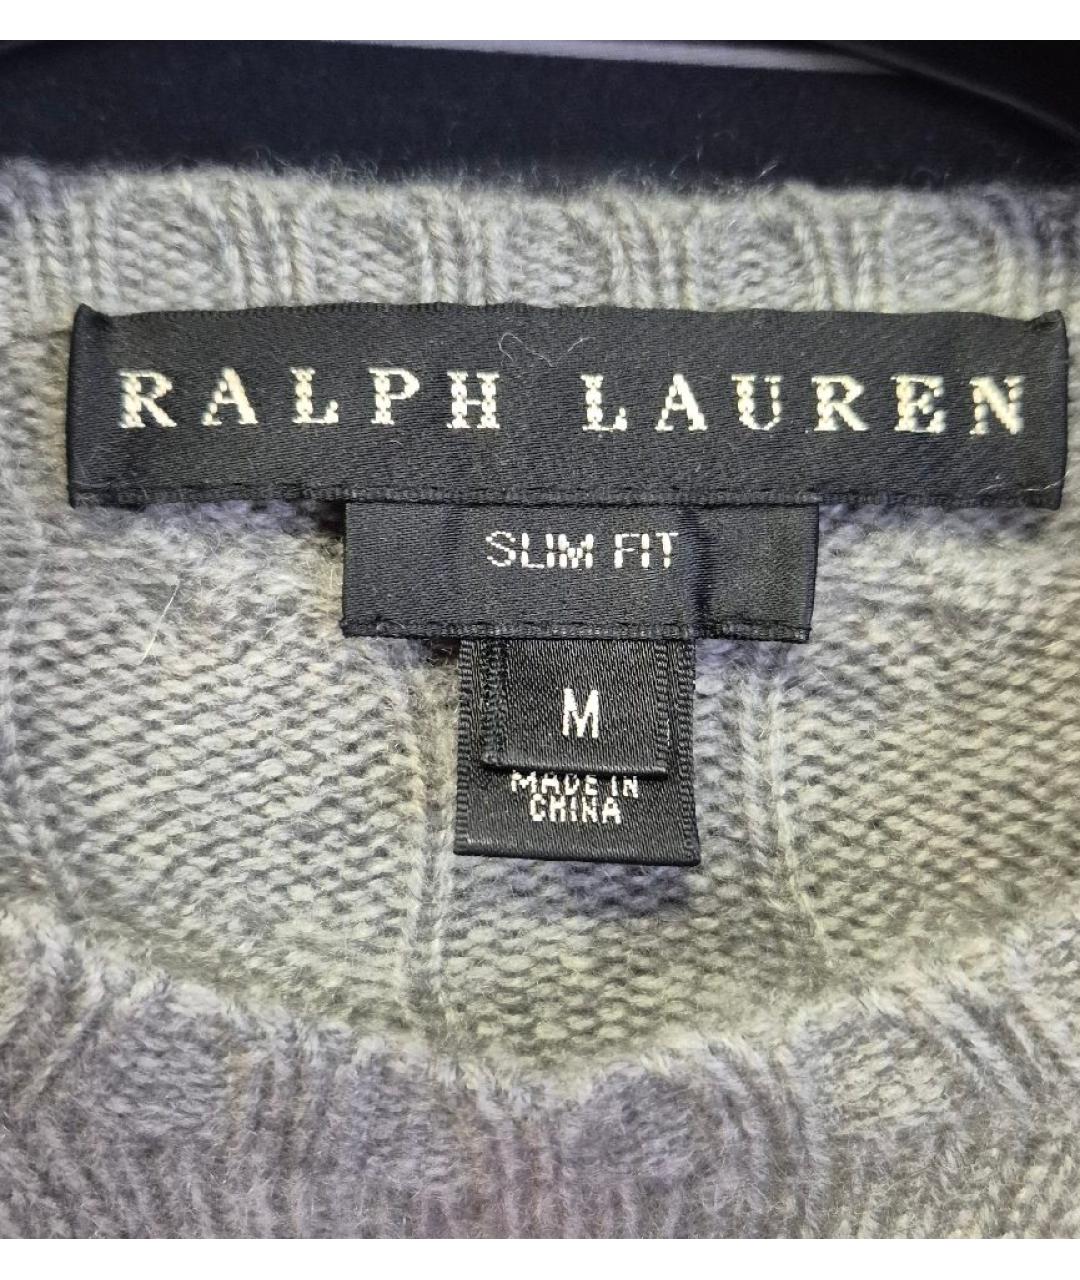 RALPH LAUREN
SLIM FIT
M
MADE IN
CHINA